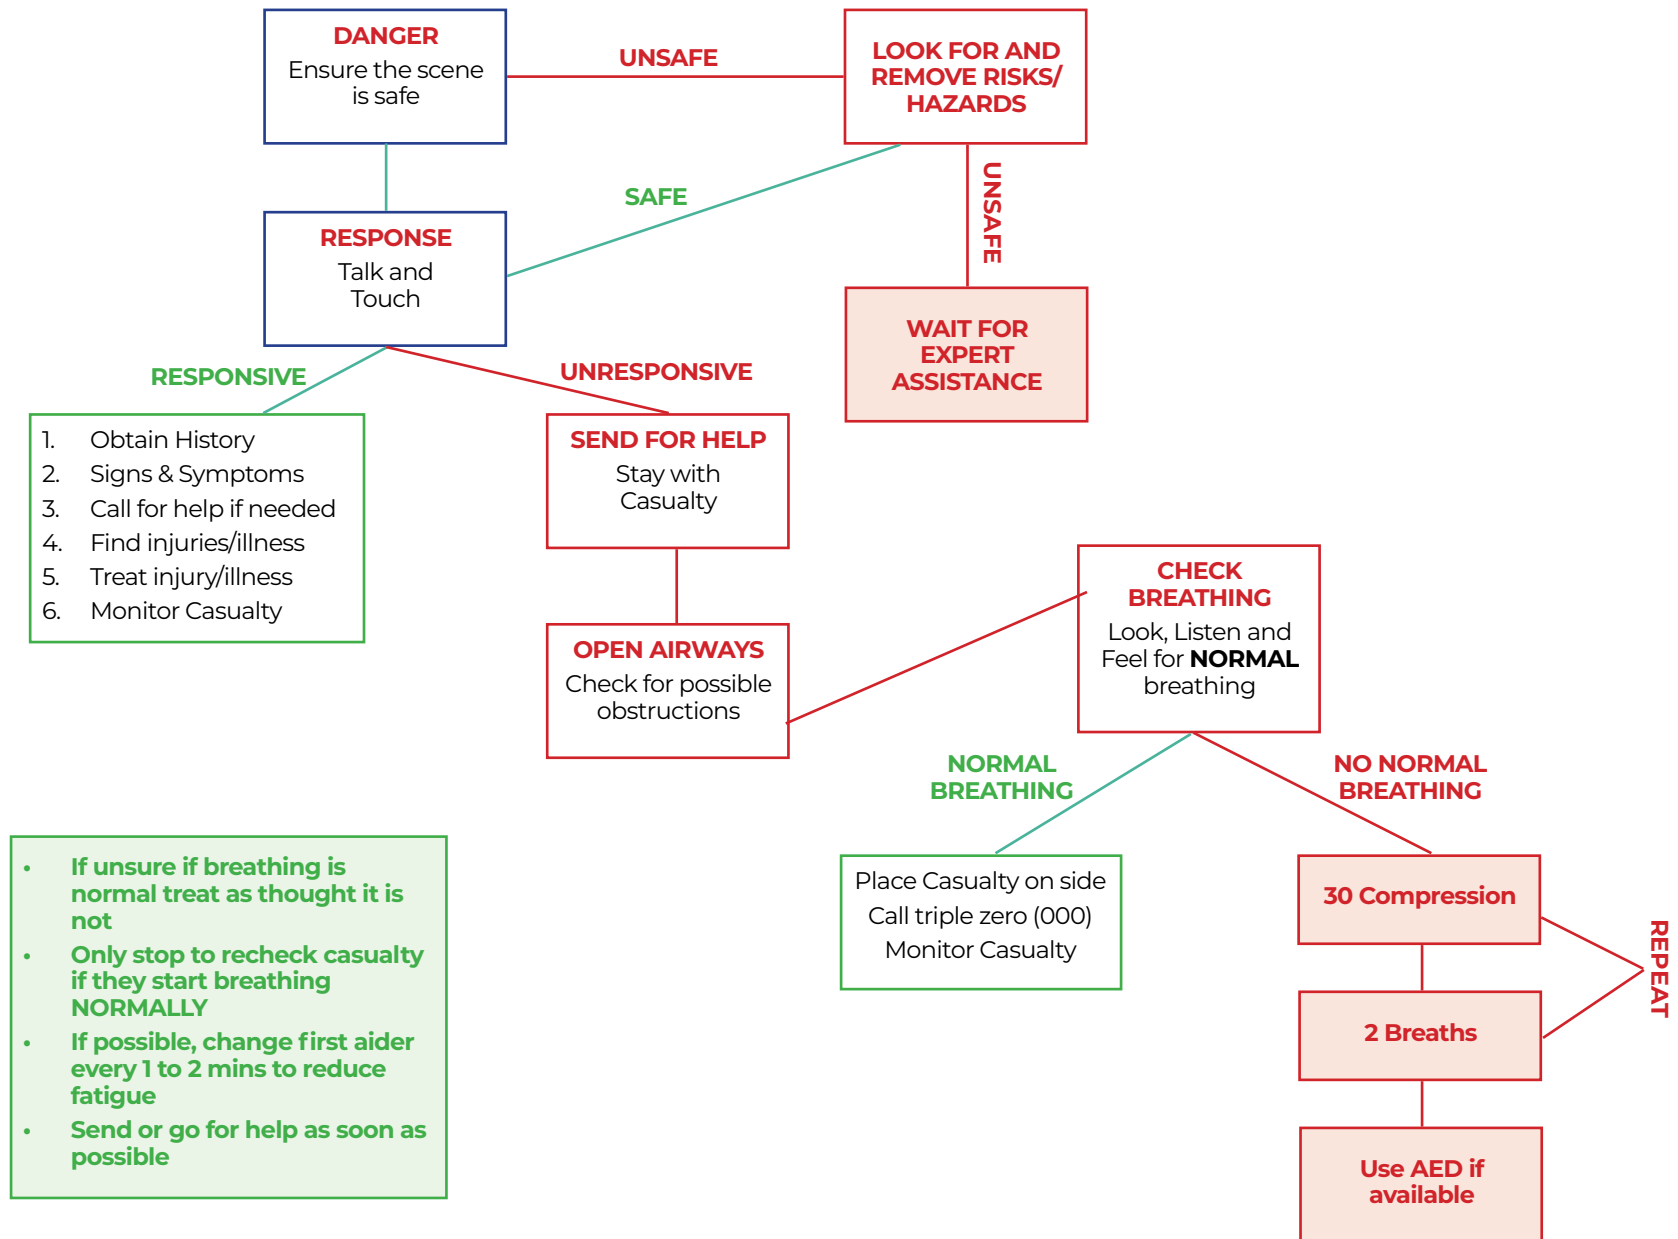 DANGER
Ensure the scene
is safe
UNSAFE
LOOK FOR AND
REMOVE RISKS/
HAZARDS
SAFE
UNSAFE
RESPONSE
Talk and
Touch
WAIT FOR
EXPERT
ASSISTANCE
RESPONSIVE
UNRESPONSIVE
1. Obtain History
2. Signs & Symptoms
3. Call for help if needed
4. Find injuries/illness
5. Treat injury/illness
6. Monitor Casualty
SEND FOR HELP
Stay with
Casualty
OPEN AIRWAYS
Check for possible
obstructions
CHECK
BREATHING
Look, Listen and
Feel for NORMAL
breathing
NORMAL
BREATHING
NO NORMAL
BREATHING
Place Casualty on side
Call triple zero (000)
Monitor Casualty
30 Compression
REPEAT
2 Breaths
Use AED if
available
• If unsure if breathing is
normal treat as thought it is
not
• Only stop to recheck casualty
if they start breathing
NORMALLY
• If possible, change first aider
every 1 to 2 mins to reduce
fatigue
• Send or go for help as soon as
possible